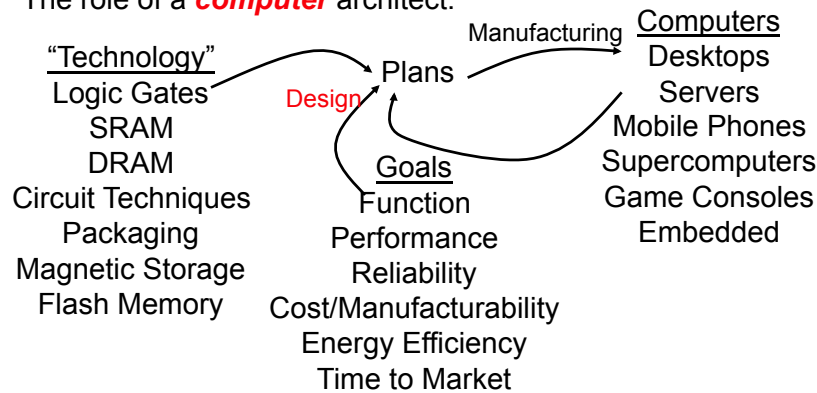 The role of a computer architect:
"Technology"
Logic Gates
SRAM
DRAM
Circuit Techniques
Packaging
Magnetic Storage
Flash Memory
Design
Plans
Goals
Function
Performance
Reliability
Cost/Manufacturability
Energy Efficiency
Time to Market
Manufacturing
Computers
Desktops
Servers
Mobile Phones
Supercomputers
Game Consoles
Embedded